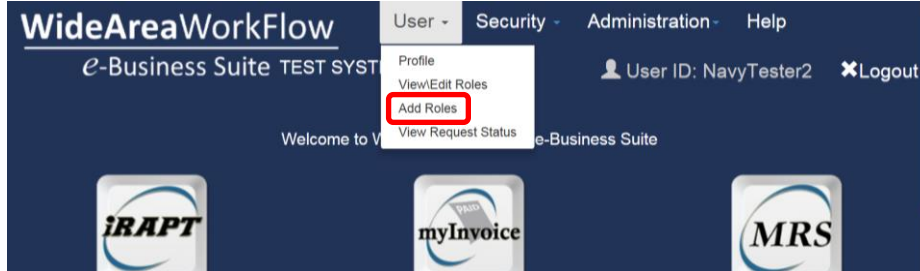 WideAreaWorkFlow User Security Administration Help
e-Business Suite TEST SYST User ID: NavyTester2 Logout
Profile
View\Edit Roles
Add Roles
View Request Status
Welcome to W e-Business Suite
iRAPT
PAID
myInvoice
MRS